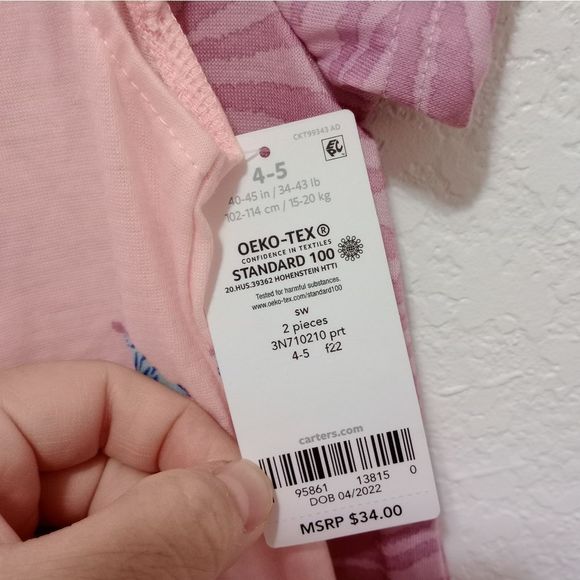 CKT99343 AD
4-5
40-45 in / 34-43 lb
102-114 cm / 15-20 kg
OEKO-TEX®
CONFIDENCE IN TEXTILES
STANDARD 100
20.HUS.39362 HOHENSTEIN HTTI
Tested for harmful substances.
www.oeko-tex.com/standard100
sw
2 pieces
3N710210 prt
4-5 f22
carters.com
95861 13815 0
DOB 04/2022
MSRP $34.00